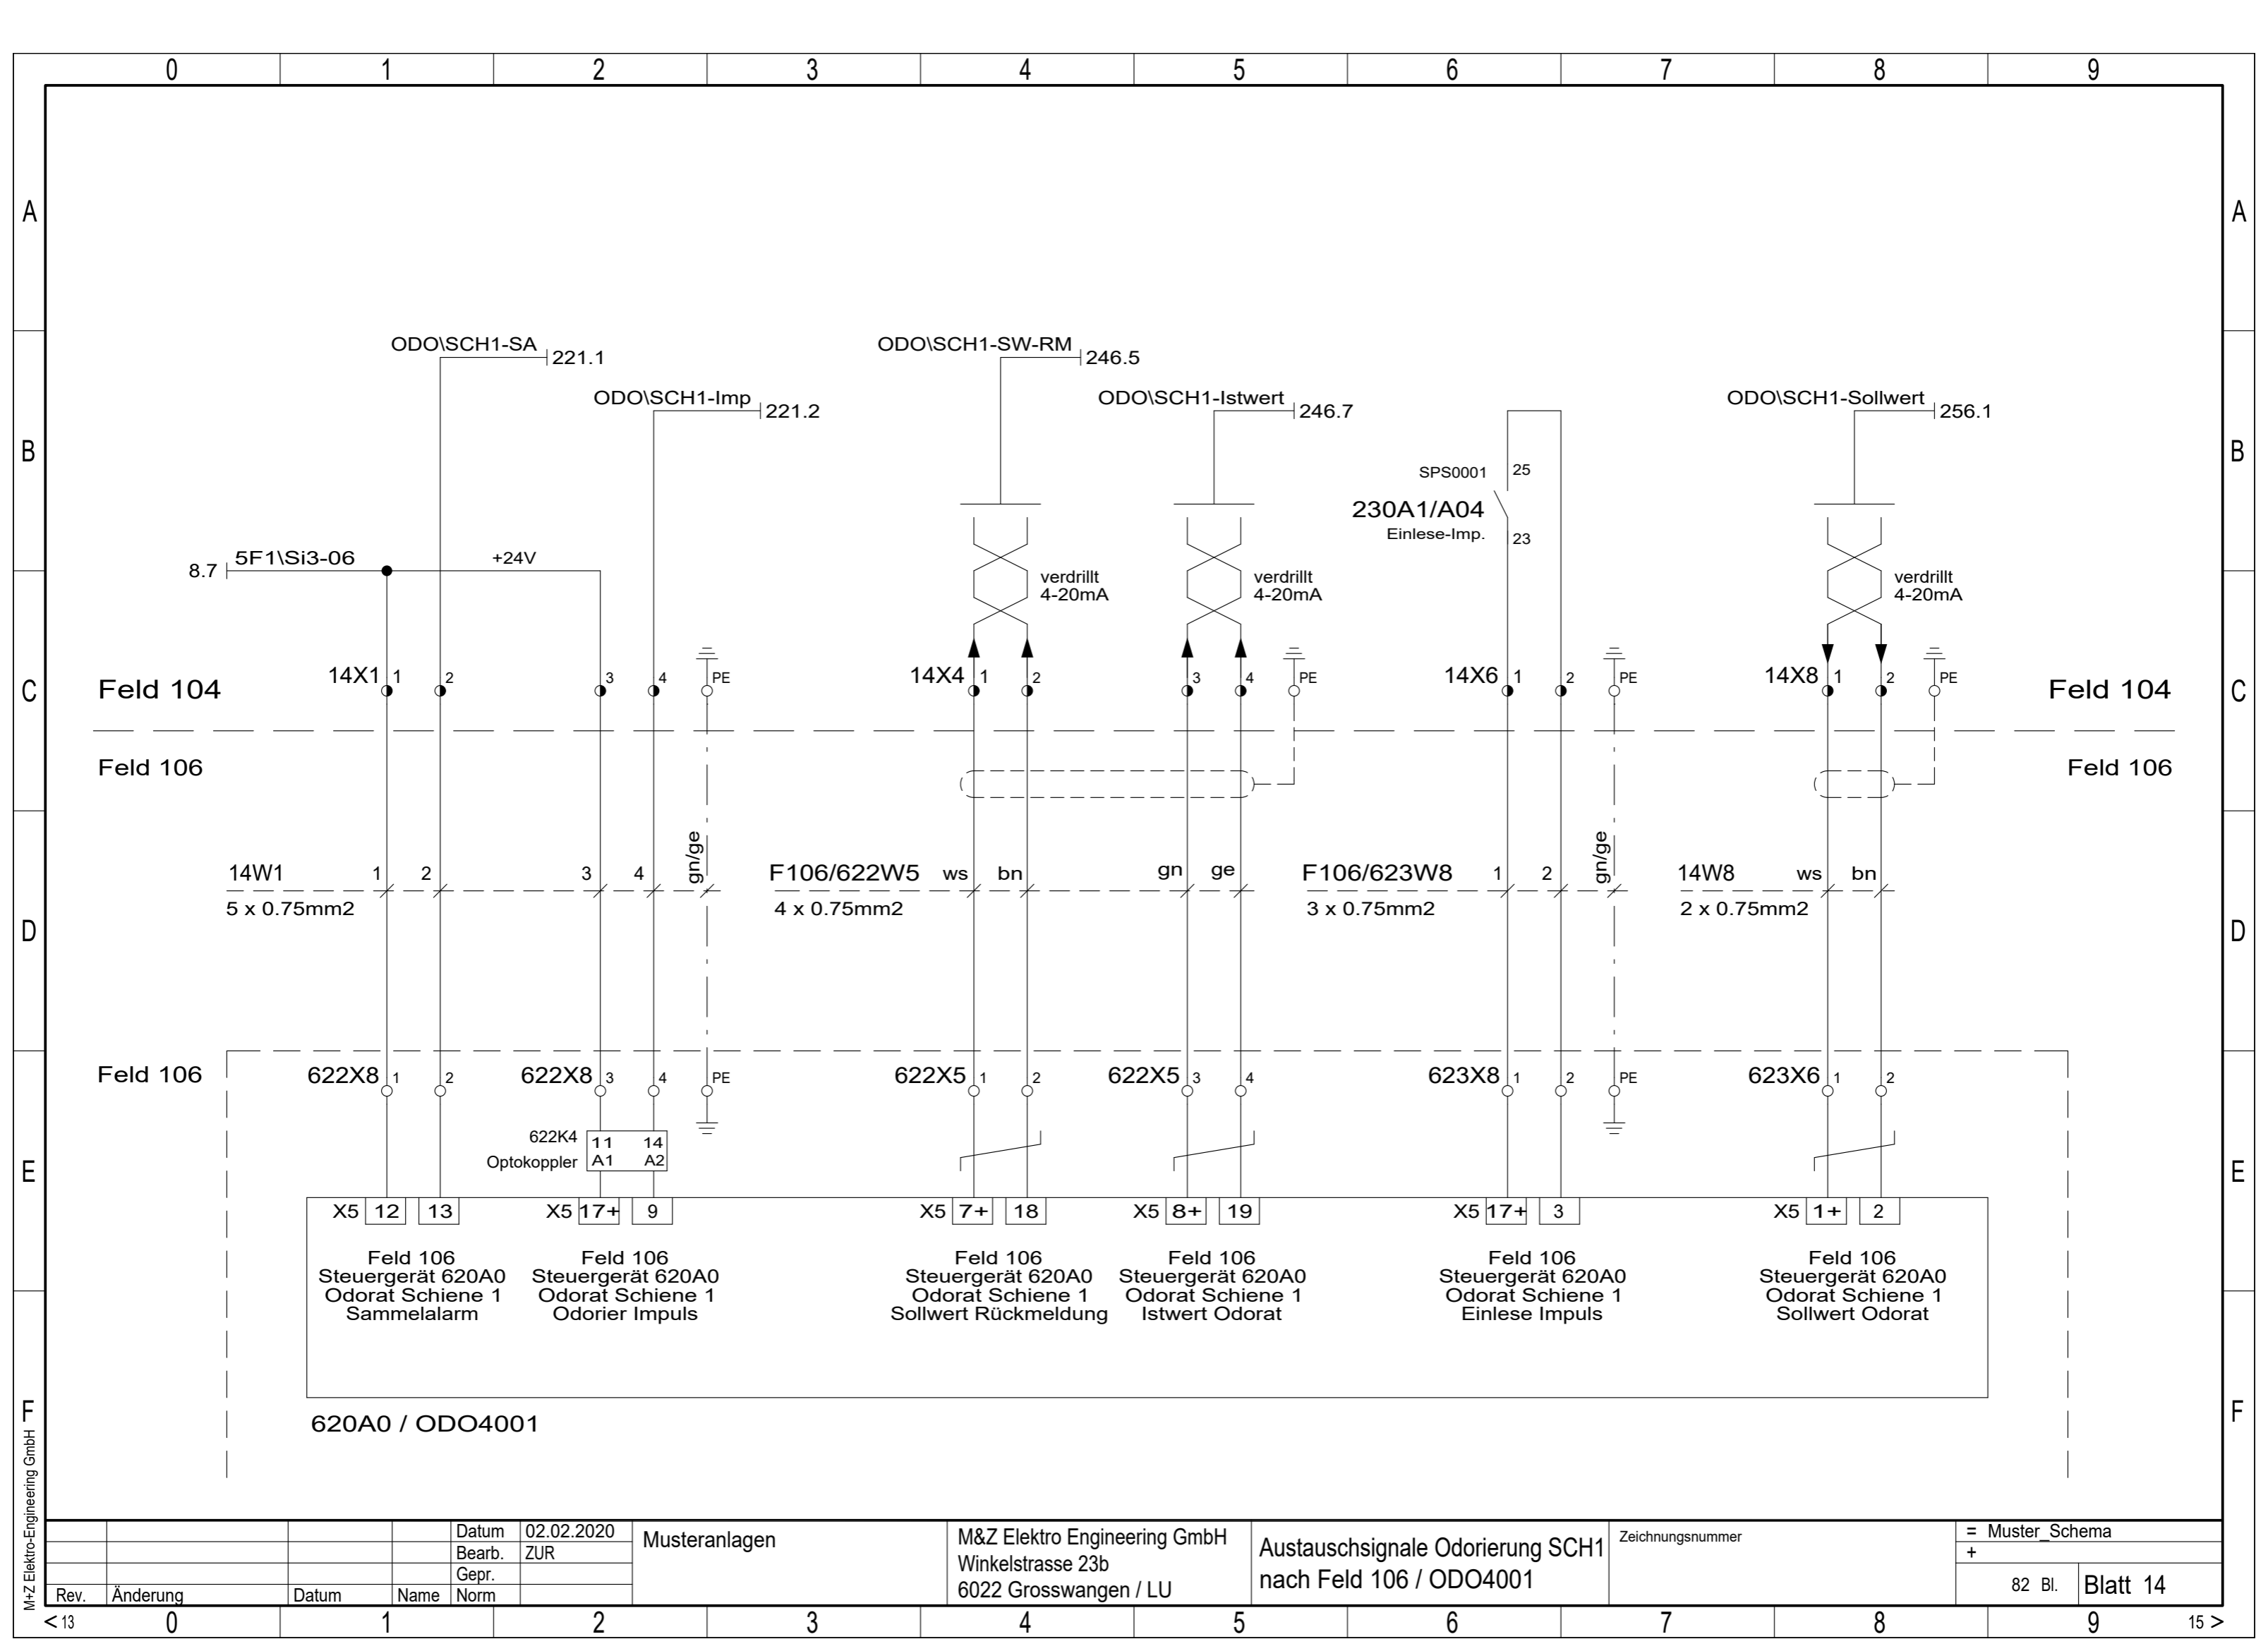 0 1 2 3 4 5 6 7 8 9
A A
ODO\SCH1-SA 221.1
ODO\SCH1-SW-RM 246.5
ODO\SCH1-Imp 221.2
ODO\SCH1-Istwert 246.7
ODO\SCH1-Sollwert 256.1
B B
SPS0001 25
230A1/A04
Einlese-Imp. 23
8.7 5F1\Si3-06 +24V
verdrillt verdrillt verdrillt
4-20mA 4-20mA 4-20mA
C Feld 104 14X1 1 2 3 4 PE 14X4 1 2 3 4 PE 14X6 1 2 PE 14X8 1 2 PE Feld 104 C
Feld 106 Feld 106
14W1 1 2 3 4 gn/ge F106/622W5 ws bn gn ge F106/623W8 1 2 gn/ge 14W8 ws bn
5 x 0.75mm2 4 x 0.75mm2 3 x 0.75mm2 2 x 0.75mm2
D D
Feld 106 622X8 1 2 622X8 3 4 PE 622X5 1 2 622X5 3 4 623X8 1 2 PE 623X6 1 2
622K4 11 14
Optokoppler A1 A2
E E
X5 12 13 X5 17+ 9 X5 7+ 18 X5 8+ 19 X5 17+ 3 X5 1+ 2
Feld 106 Feld 106 Feld 106 Feld 106 Feld 106 Feld 106
Steuergerät 620A0 Steuergerät 620A0 Steuergerät 620A0 Steuergerät 620A0 Steuergerät 620A0 Steuergerät 620A0
Odorat Schiene 1 Odorat Schiene 1 Odorat Schiene 1 Odorat Schiene 1 Odorat Schiene 1 Odorat Schiene 1
Sammelalarm Odorier Impuls Sollwert Rückmeldung Istwert Odorat Einlese Impuls Sollwert Odorat
F F
620A0 / ODO4001
M+Z Elektro-Engineering GmbH
Datum 02.02.2020
Bearb. ZUR
Gepr.
Rev. Änderung Datum Name Norm
Musteranlagen
M&Z Elektro Engineering GmbH
Winkelstrasse 23b
6022 Grosswangen / LU
Austauschsignale Odorierung SCH1
nach Feld 106 / ODO4001
Zeichnungsnummer
= Muster_Schema
+
82 Bl. Blatt 14
< 13 0 1 2 3 4 5 6 7 8 9 15 >